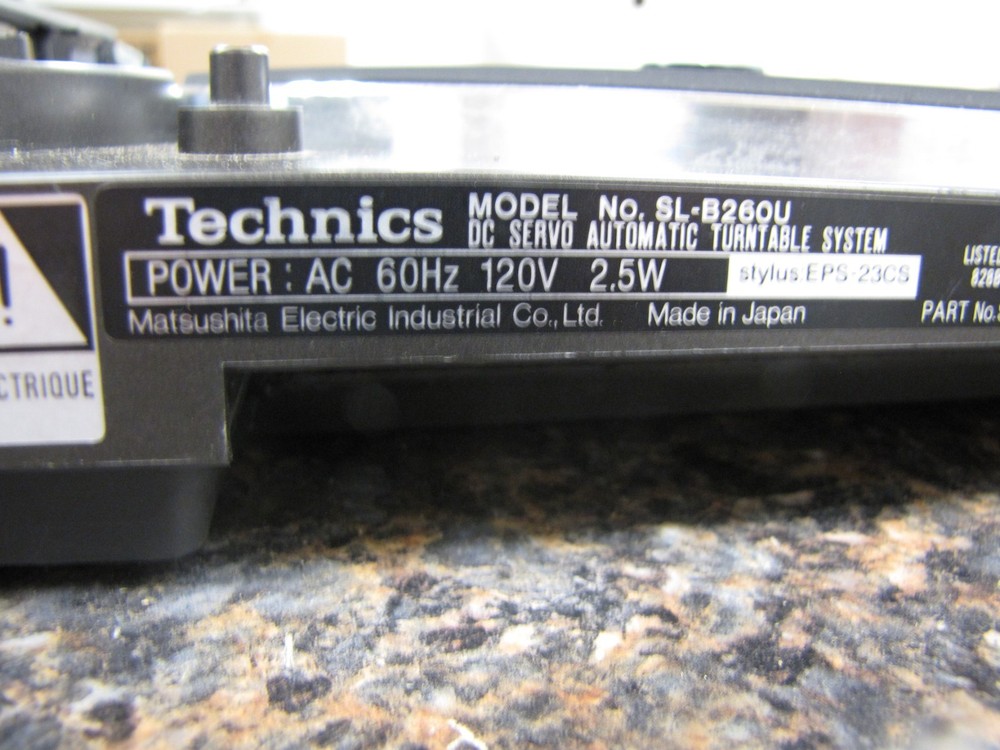 Technics MODEL No. SL-B260U
DC SERVO AUTOMATIC TURNTABLE SYSTEM
POWER : AC 60Hz 120V 2.5W stylus.EPS-23CS
Matsushita Electric Industrial Co., Ltd. Made in Japan
LISTED
PART No.
!
CTRIQUE